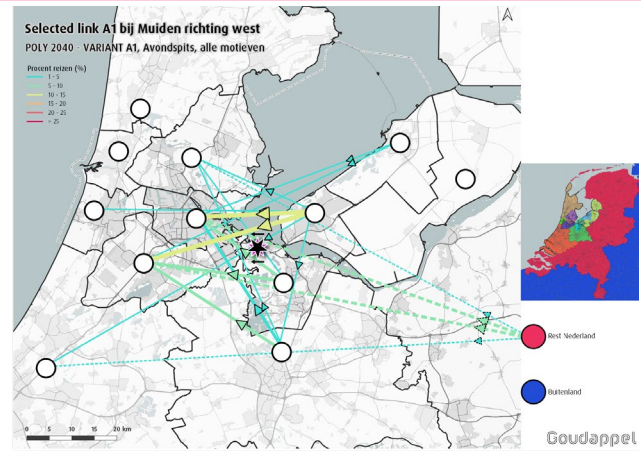 Selected link A1 bij Muiden richting west
POLY 2040 - VARIANT A1, Avondspits, alle motieven
Procent reizen (%)
1 - 5
5 - 10
10 - 15
15 - 20
20 - 25
> 25
0 5 10 15 20 km
Rest Nederland
Buitenland
Goudappel